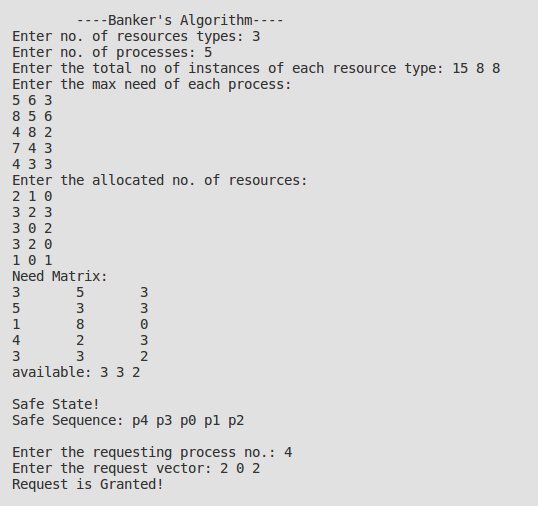 ----Banker's Algorithm----
Enter no. of resources types: 3
Enter no. of processes: 5
Enter the total no of instances of each resource type: 15 8 8
Enter the max need of each process:
5 6 3
8 5 6
4 8 2
7 4 3
4 3 3
Enter the allocated no. of resources:
2 1 0
3 2 3
3 0 2
3 2 0
1 0 1
Need Matrix:
3 5 3
5 3 3
1 8 0
4 2 3
3 3 2
available: 3 3 2
Safe State!
Safe Sequence: p4 p3 p0 p1 p2
Enter the requesting process no.: 4
Enter the request vector: 2 0 2
Request is Granted!